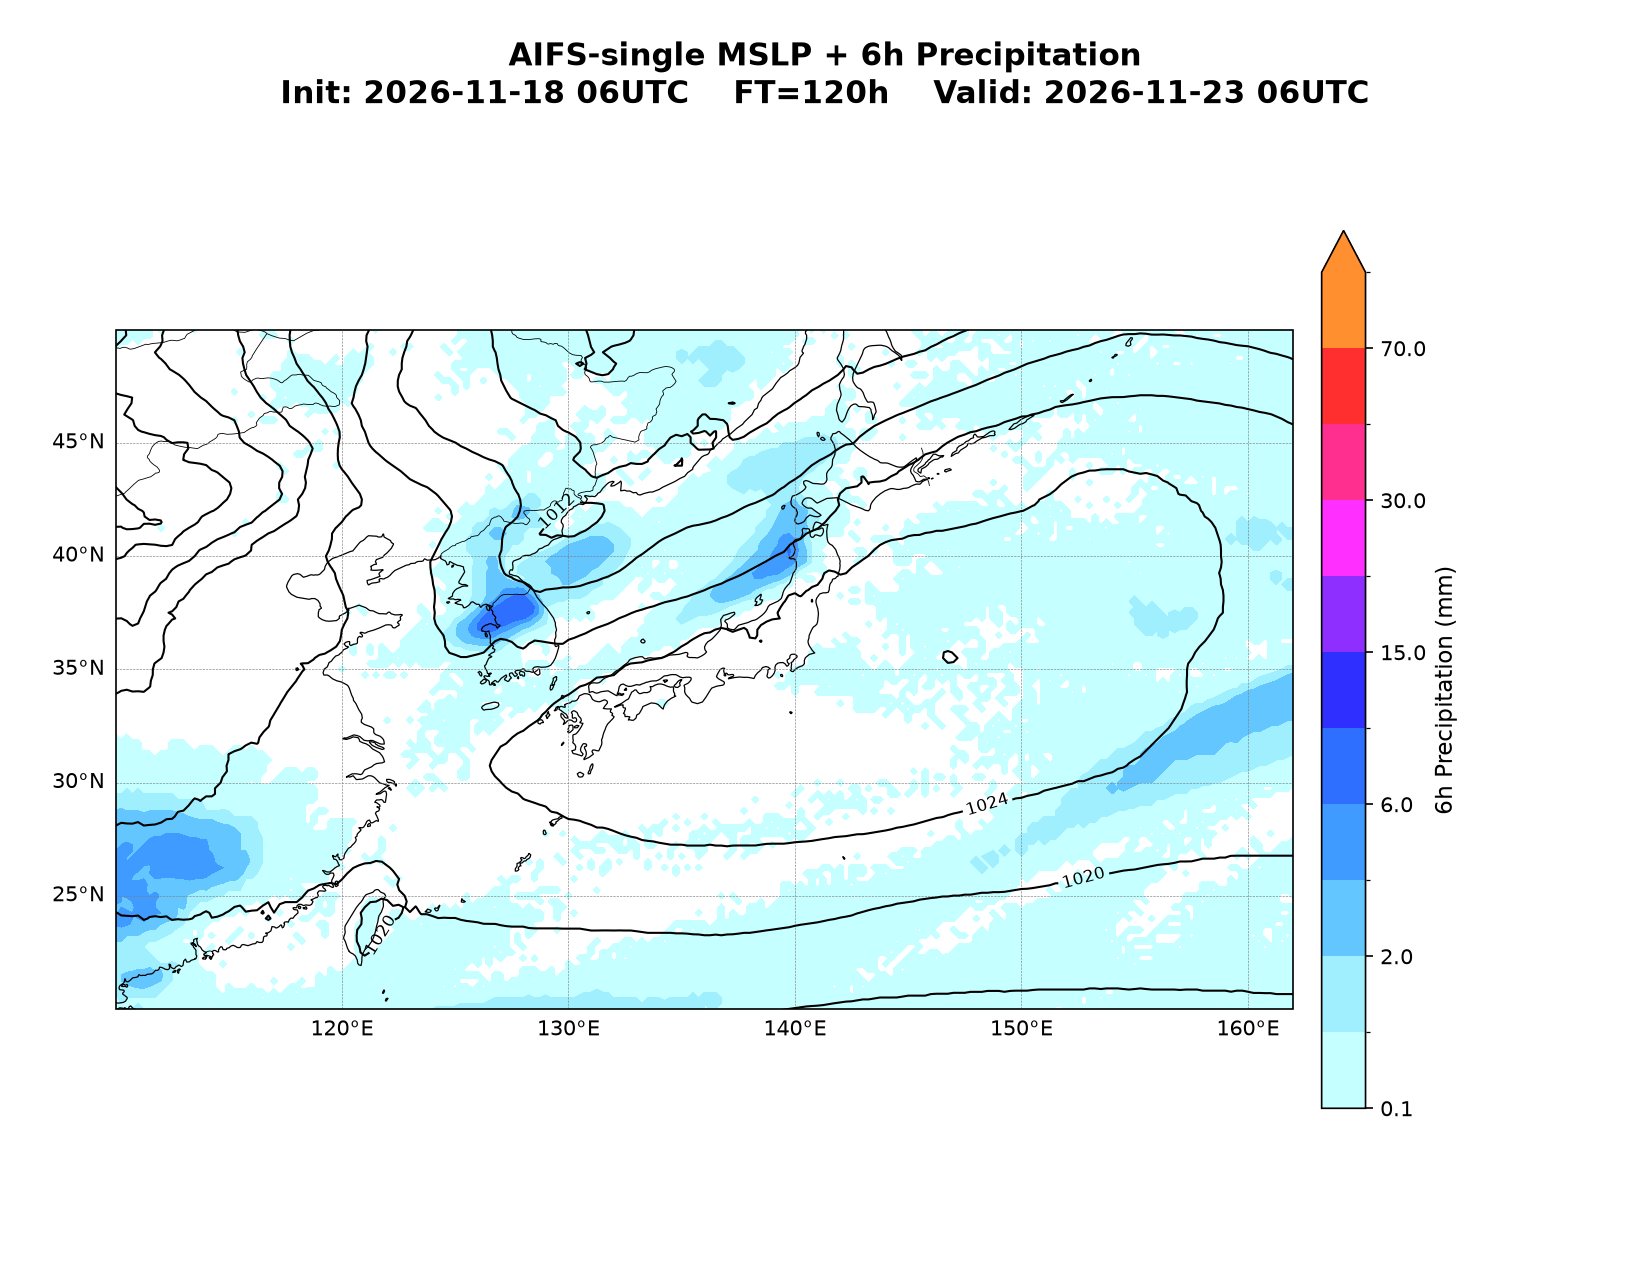 AIFS-single MSLP + 6h Precipitation
Init: 2026-11-18 06UTC    FT=120h    Valid: 2026-11-23 06UTC
70.0
45°N
30.0
1012
40°N
15.0
35°N
6h Precipitation (mm)
30°N
1024
6.0
1020
25°N
1020
2.0
120°E 130°E 140°E 150°E 160°E
0.1